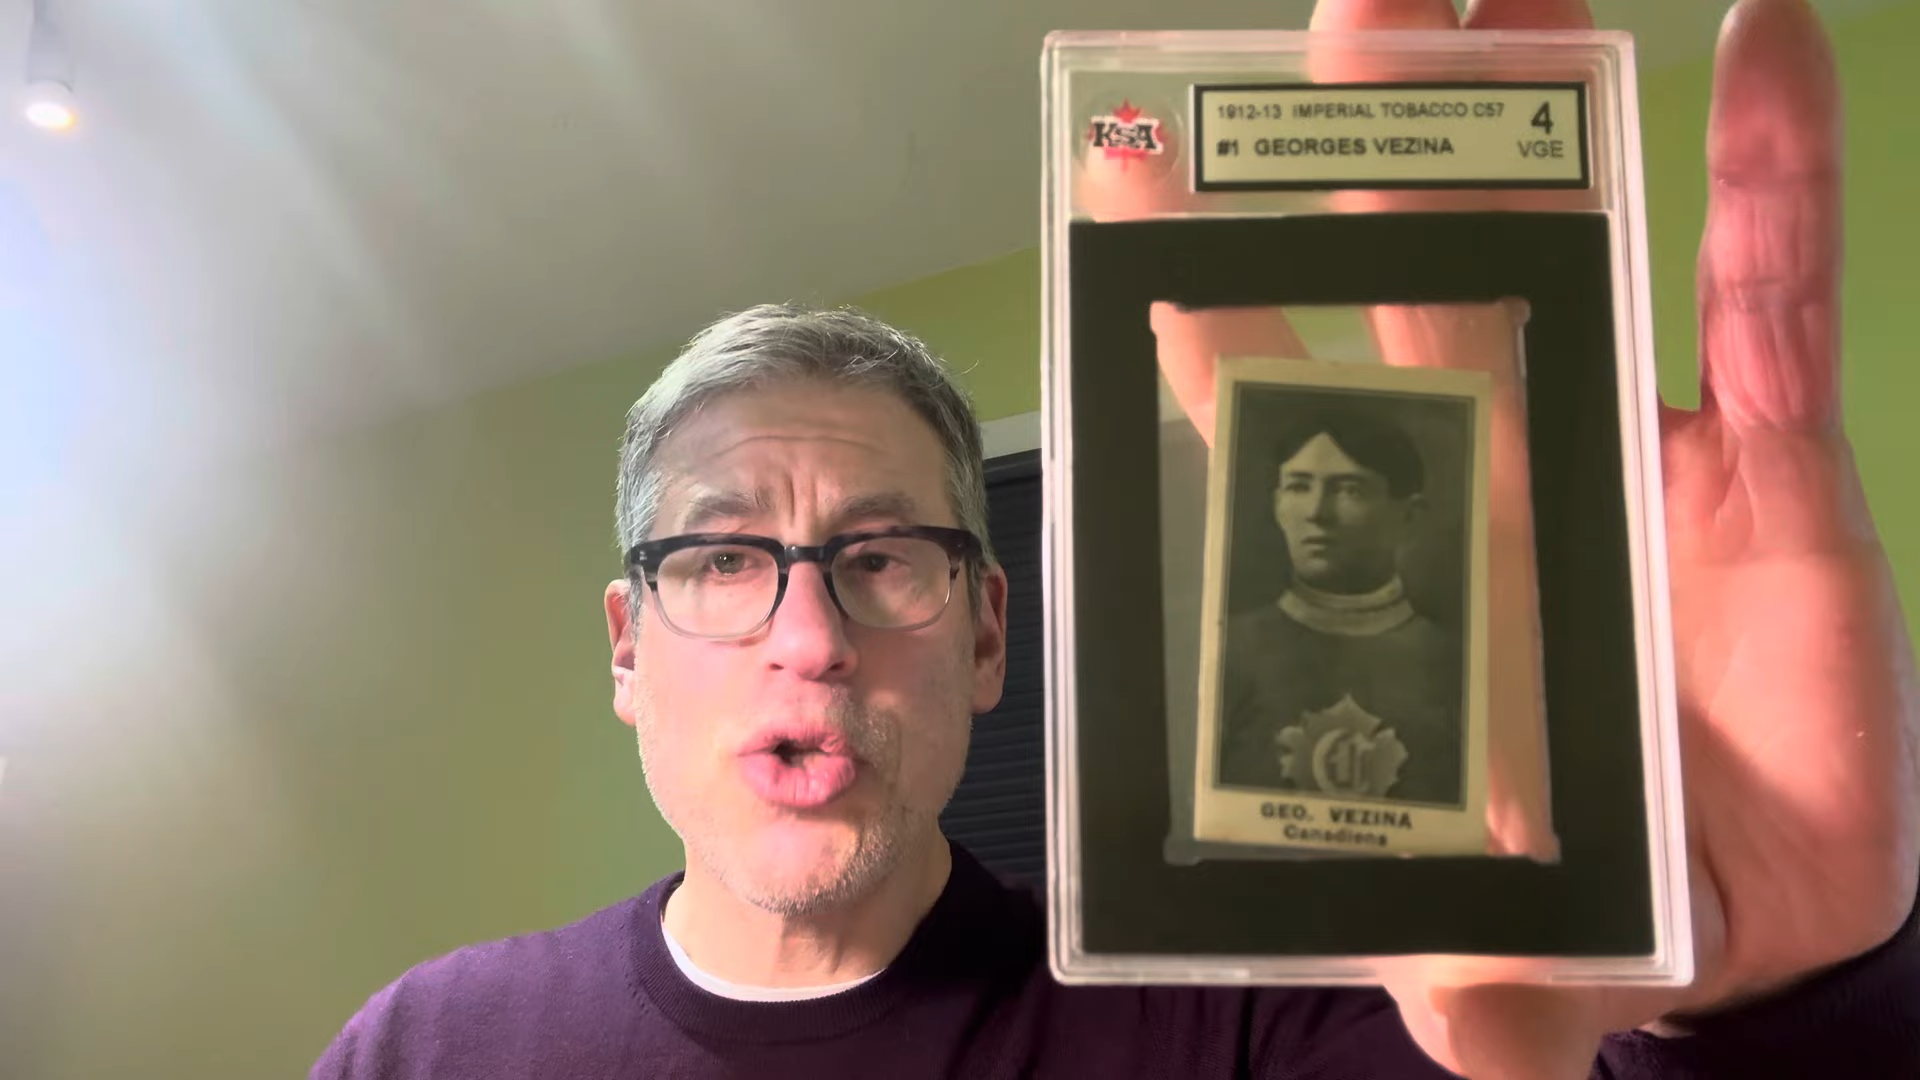 KSA
1912-13 IMPERIAL TOBACCO C57
4
#1 GEORGES VEZINA
VGE
GEO. VEZINA
Canadiens